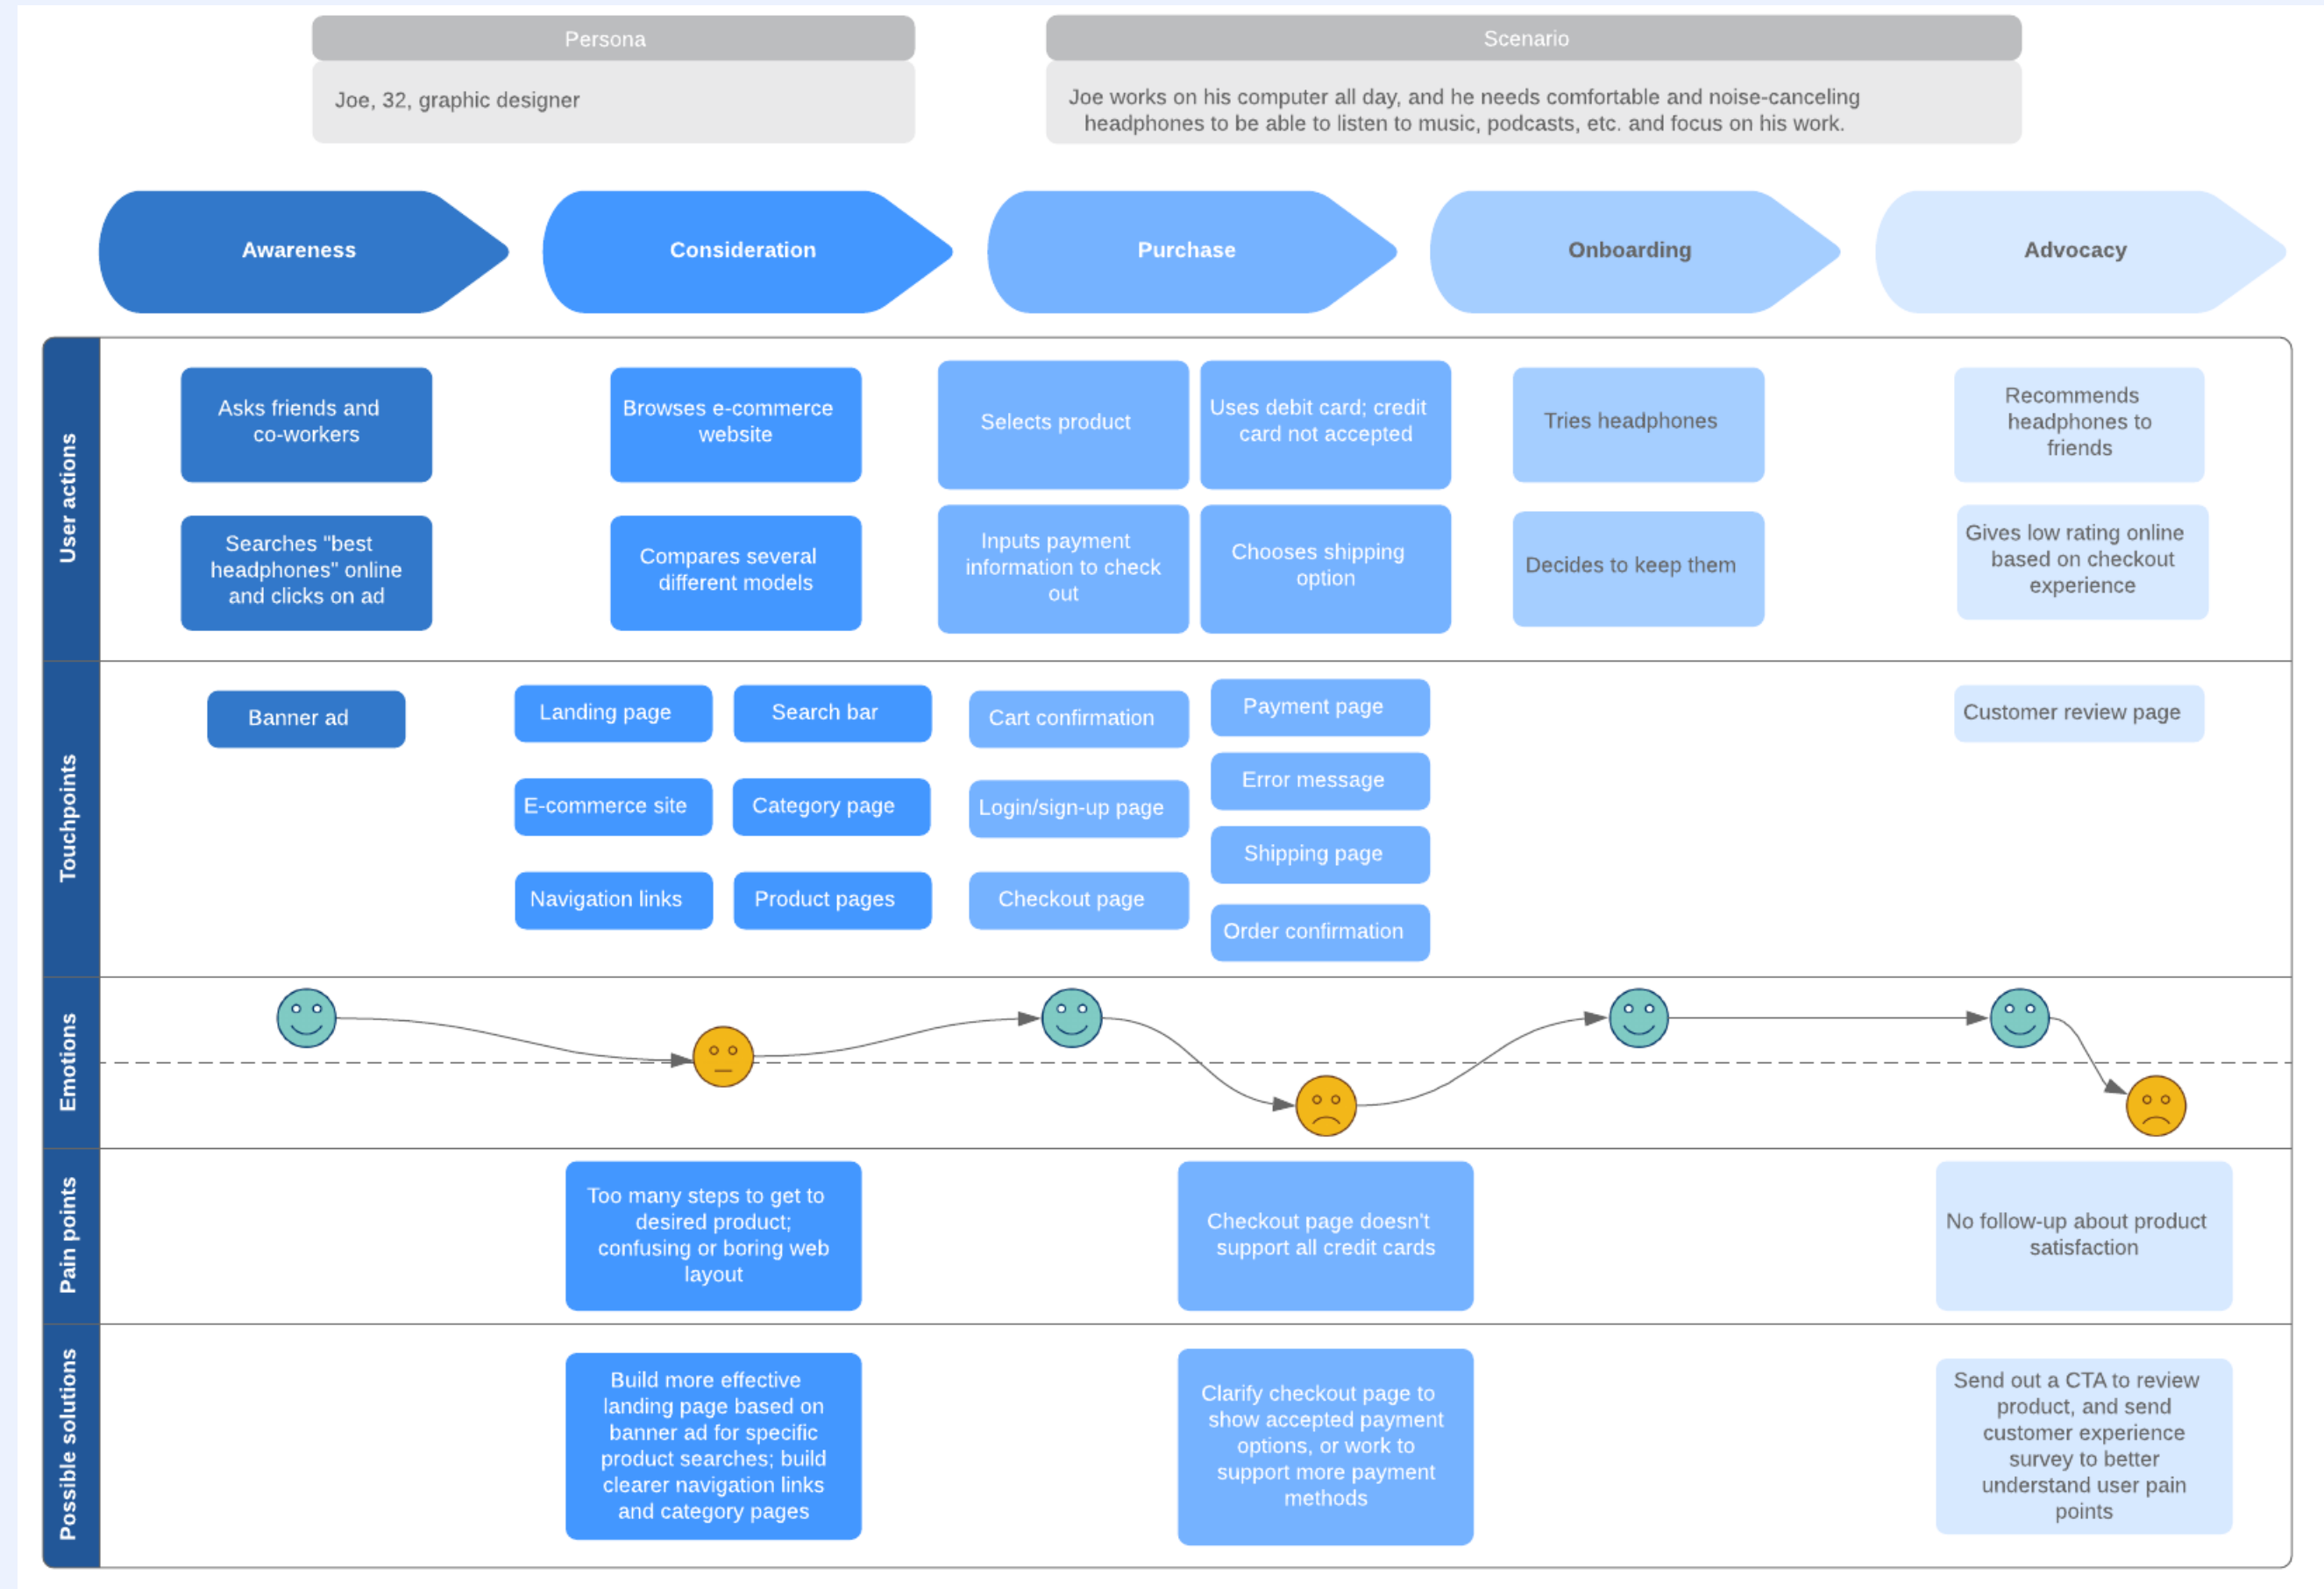 Persona
Joe, 32, graphic designer
Scenario
Joe works on his computer all day, and he needs comfortable and noise-canceling
headphones to be able to listen to music, podcasts, etc. and focus on his work.
Awareness
Consideration
Purchase
Onboarding
Advocacy
User actions
Asks friends and
co-workers
Searches "best
headphones" online
and clicks on ad
Browses e-commerce
website
Compares several
different models
Selects product
Inputs payment
information to check
out
Uses debit card; credit
card not accepted
Chooses shipping
option
Tries headphones
Decides to keep them
Recommends
headphones to
friends
Gives low rating online
based on checkout
experience
Touchpoints
Banner ad
Landing page
E-commerce site
Navigation links
Search bar
Category page
Product pages
Cart confirmation
Login/sign-up page
Checkout page
Payment page
Error message
Shipping page
Order confirmation
Customer review page
Emotions
Pain points
Too many steps to get to
desired product;
confusing or boring web
layout
Checkout page doesn't
support all credit cards
No follow-up about product
satisfaction
Possible solutions
Build more effective
landing page based on
banner ad for specific
product searches; build
clearer navigation links
and category pages
Clarify checkout page to
show accepted payment
options, or work to
support more payment
methods
Send out a CTA to review
product, and send
customer experience
survey to better
understand user pain
points